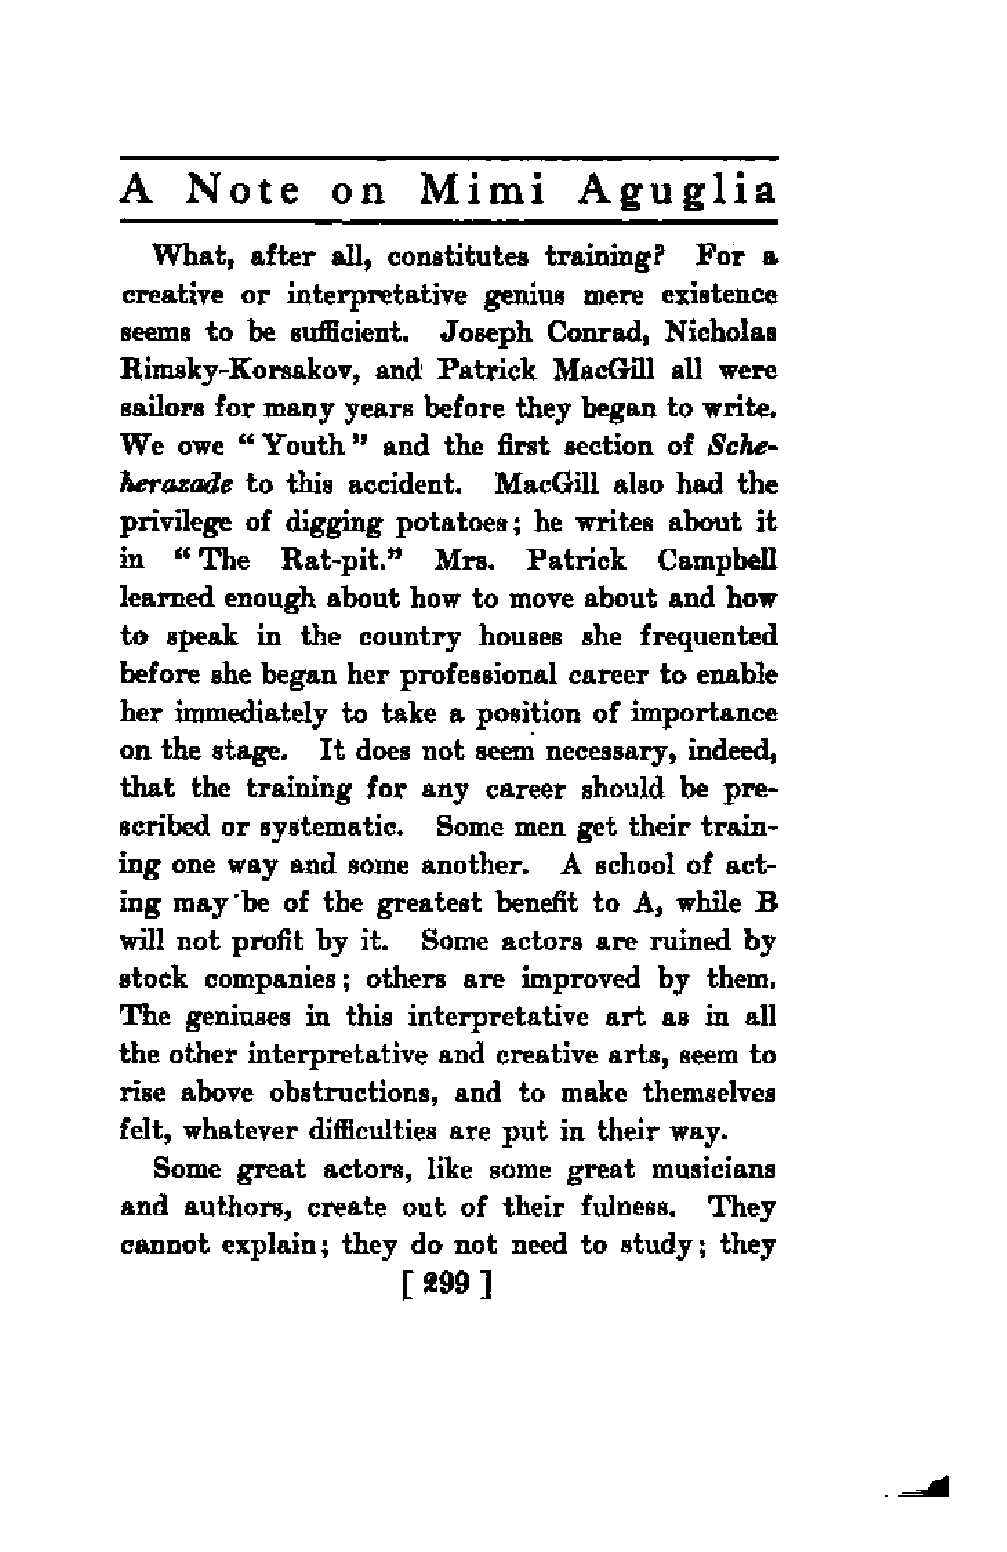 A Note on Mimi Aguglia
What, after all, constitutes training? For a
creative or interpretative genius mere existence
seems to be sufficient. Joseph Conrad, Nicholas
Rimsky-Korsakov, and Patrick MacGill all were
sailors for many years before they began to write.
We owe “Youth” and the first section of Sche-
herazade to this accident. MacGill also had the
privilege of digging potatoes; he writes about it
in “The Rat-pit.” Mrs. Patrick Campbell
learned enough about how to move about and how
to speak in the country houses she frequented
before she began her professional career to enable
her immediately to take a position of importance
on the stage. It does not seem necessary, indeed,
that the training for any career should be pre-
scribed or systematic. Some men get their train-
ing one way and some another. A school of act-
ing may be of the greatest benefit to A, while B
will not profit by it. Some actors are ruined by
stock companies; others are improved by them.
The geniuses in this interpretative art as in all
the other interpretative and creative arts, seem to
rise above obstructions, and to make themselves
felt, whatever difficulties are put in their way.
Some great actors, like some great musicians
and authors, create out of their fulness. They
cannot explain; they do not need to study; they
[ 299 ]